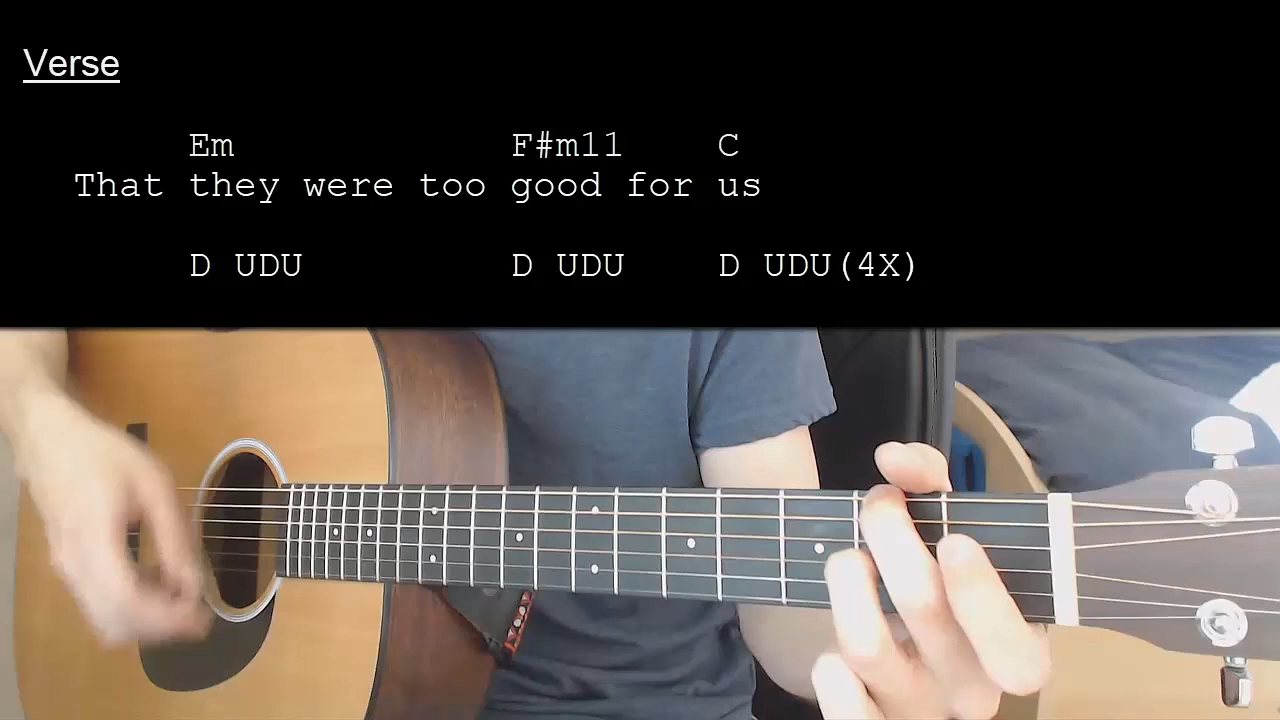 Verse
Em F#m11 C
That they were too good for us
D UDU D UDU D UDU(4X)